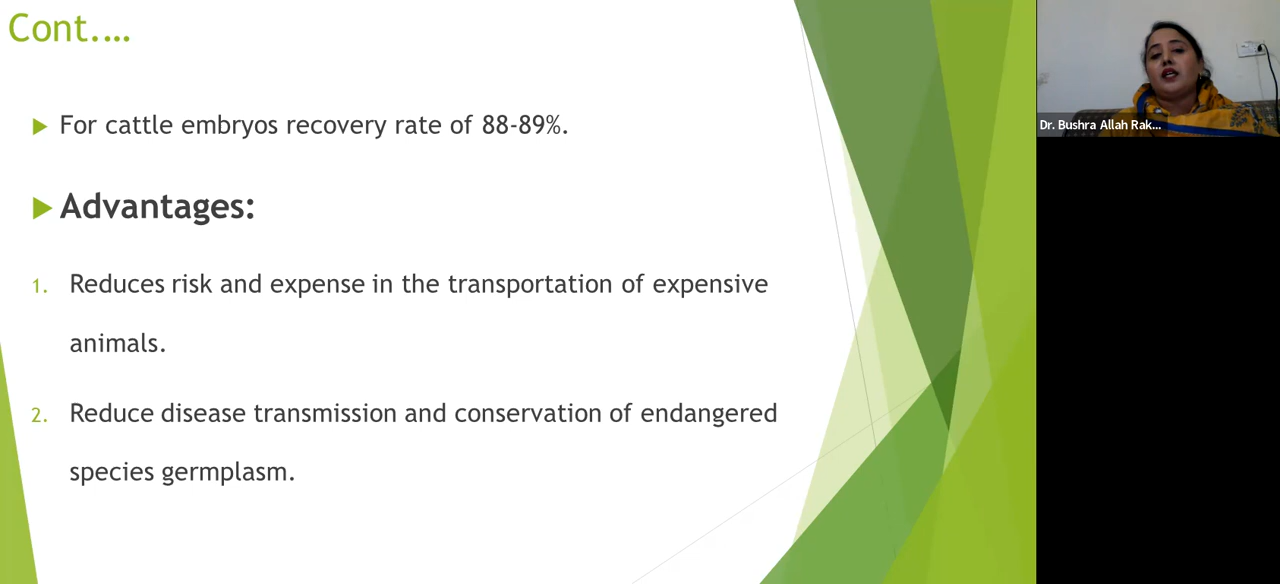 Cont.…
For cattle embryos recovery rate of 88-89%.
Advantages:
1. Reduces risk and expense in the transportation of expensive
animals.
2. Reduce disease transmission and conservation of endangered
species germplasm.
Dr. Bushra Allah Rak...